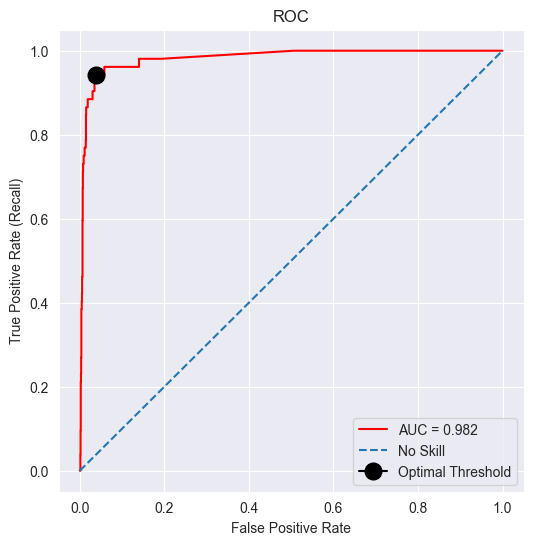 ROC
1.0
0.8
0.6
0.4
0.2
0.0
True Positive Rate (Recall)
0.0 0.2 0.4 0.6 0.8 1.0
False Positive Rate
AUC = 0.982
No Skill
Optimal Threshold